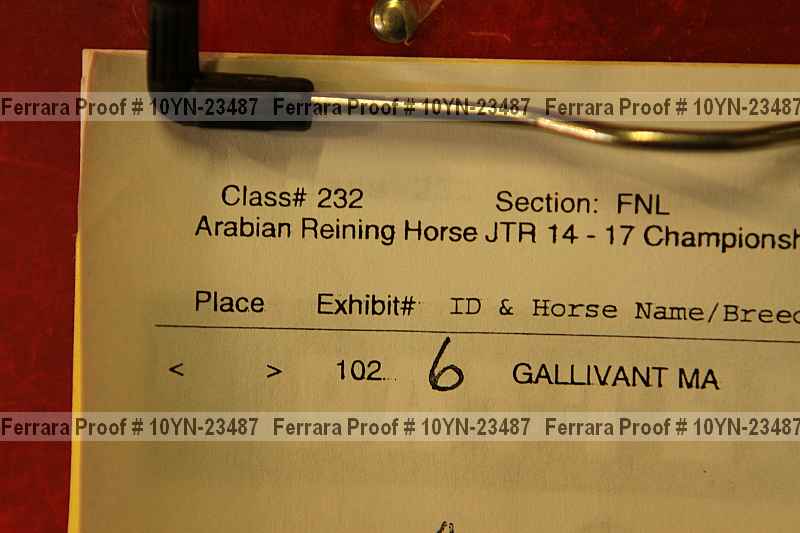 Ferrara Proof # 10YN-23487 Ferrara Proof # 10YN-23487 Ferrara Proof # 10YN-23487
Class# 232 Section: FNL
Arabian Reining Horse JTR 14 - 17 Championsh
Place Exhibit# ID & Horse Name/Breed
< > 102 6 GALLIVANT MA
Ferrara Proof # 10YN-23487 Ferrara Proof # 10YN-23487 Ferrara Proof # 10YN-23487